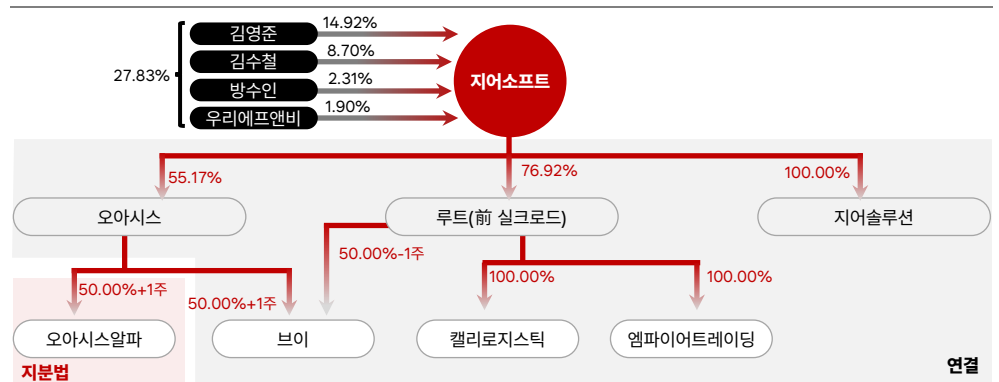 김영준
14.92%
김수철
8.70%
27.83%
방수인
2.31%
우리에프앤비
1.90%
지어소프트
55.17%
76.92%
100.00%
오아시스
루트(前 실크로드)
지어솔루션
50.00%+1주
50.00%+1주
50.00%-1주
100.00%
100.00%
오아시스알파
브이
캘리로지스틱
엠파이어트레이딩
지분법
연결